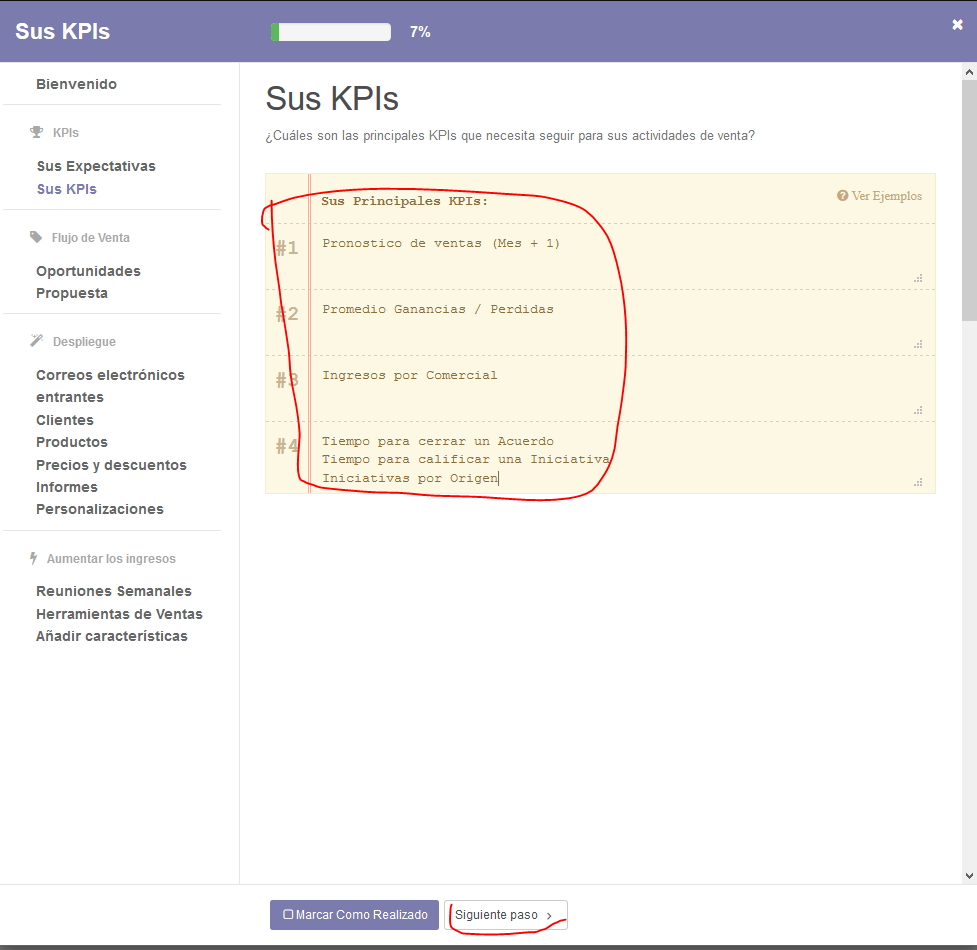 Sus KPIs
7%
Bienvenido
KPIs
Sus Expectativas
Sus KPIs
Flujo de Venta
Oportunidades
Propuesta
Despliegue
Correos electrónicos
entrantes
Clientes
Productos
Precios y descuentos
Informes
Personalizaciones
Aumentar los ingresos
Reuniones Semanales
Herramientas de Ventas
Añadir características
Sus KPIs
¿Cuáles son las principales KPIs que necesita seguir para sus actividades de venta?
Sus Principales KPIs:
Ver Ejemplos
#1 Pronostico de ventas (Mes + 1)
#2 Promedio Ganancias / Perdidas
#3 Ingresos por Comercial
#4 Tiempo para cerrar un Acuerdo
Tiempo para calificar una Iniciativa
Iniciativas por Origen
Marcar Como Realizado
Siguiente paso